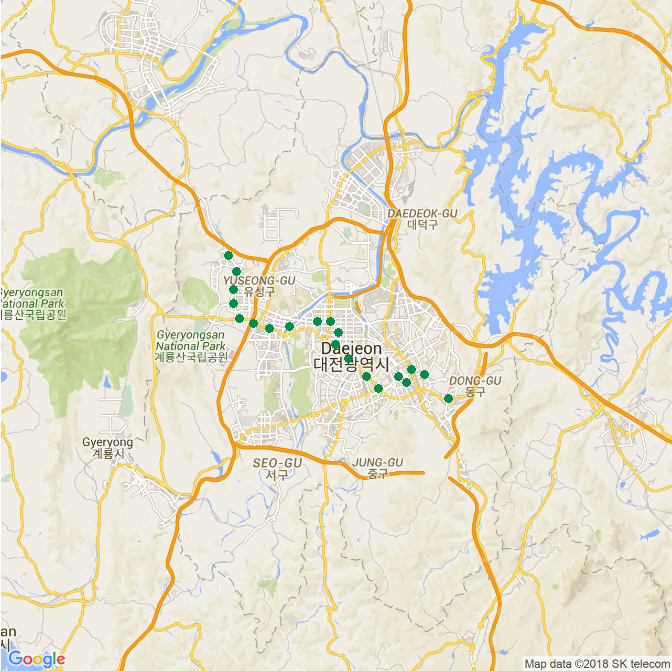 DAEDEOK-GU
대덕구
YUSEONG-GU
유성구
Gyeryongsan
National Park
계룡산국립공원
Gyeryongsan
National Park
계룡산국립공원
Daejeon
대전광역시
DONG-GU
동구
Gyeryong
계룡시
SEO-GU
서구
JUNG-GU
중구
an
시
Google
Map data ©2018 SK telecom